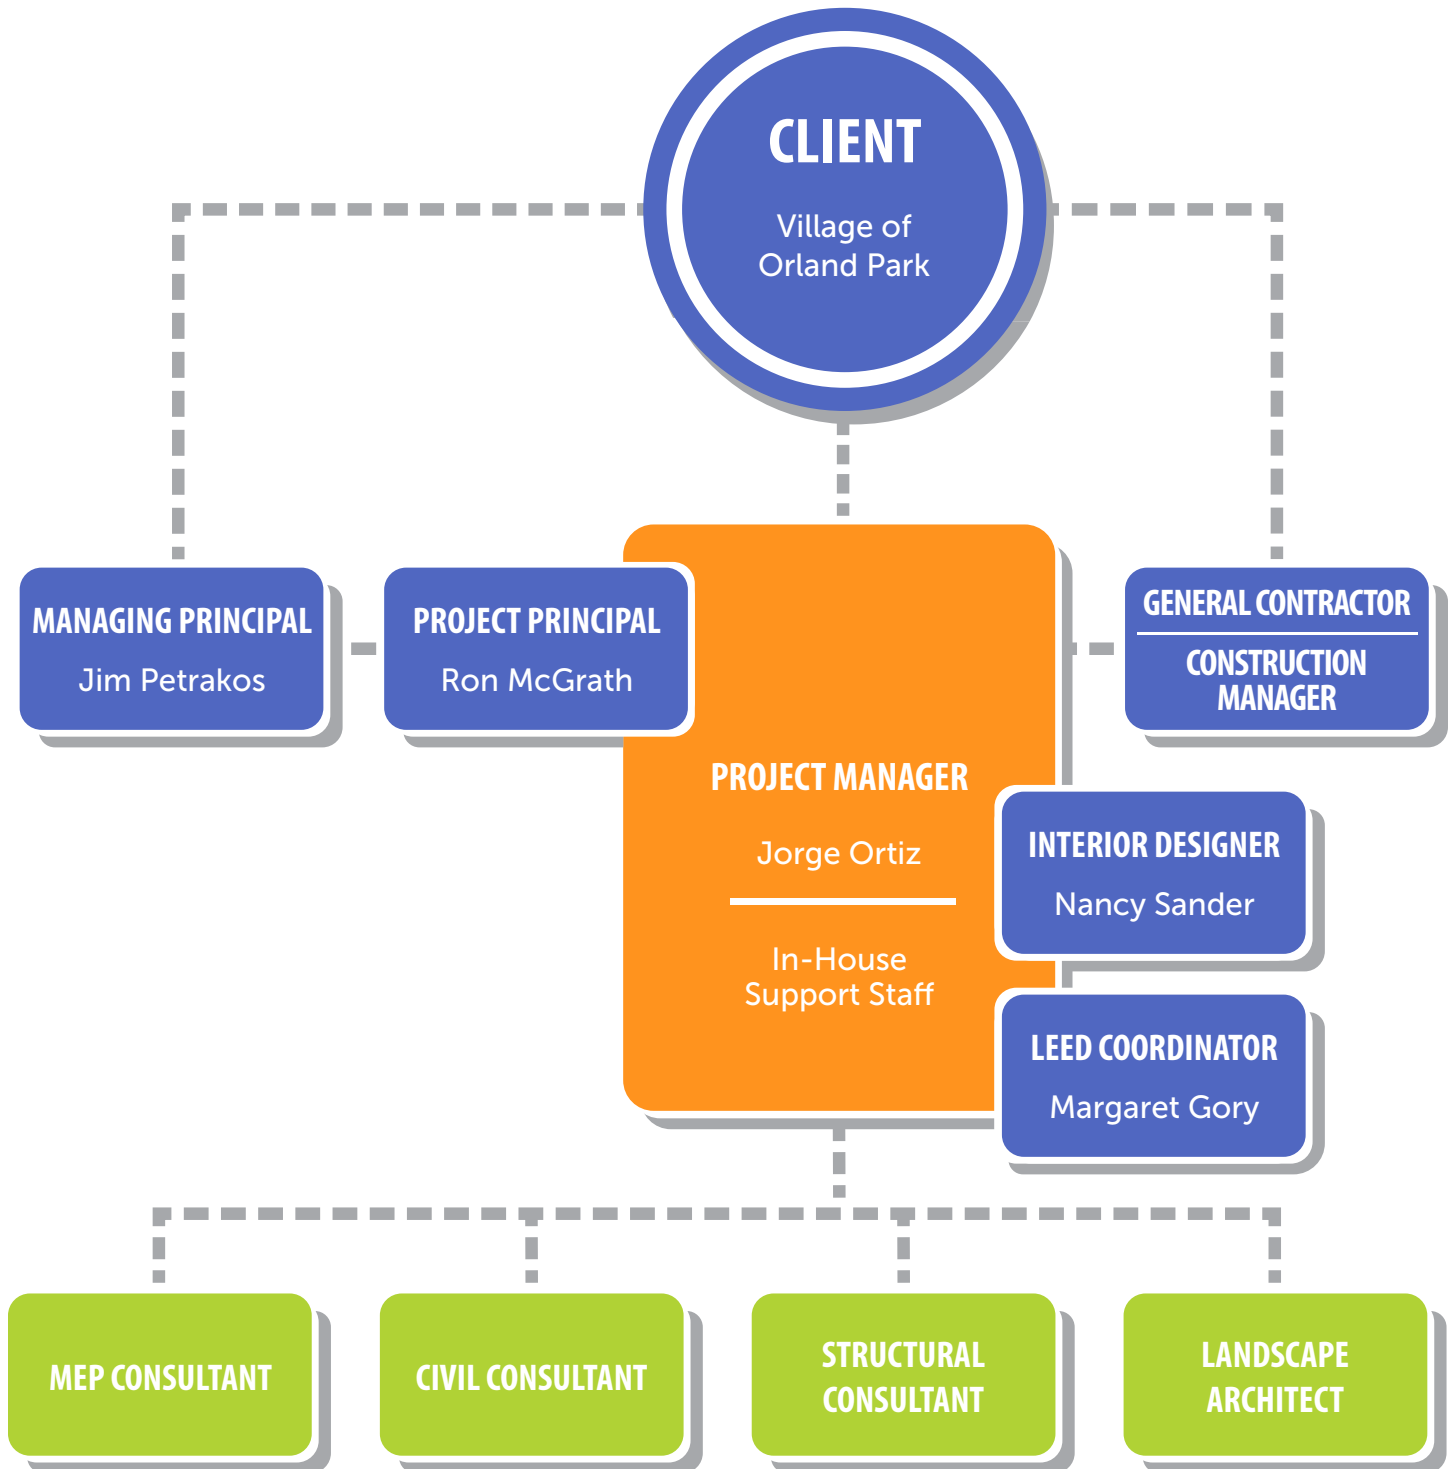 CLIENT
Village of
Orland Park
MANAGING PRINCIPAL
Jim Petrakos
PROJECT PRINCIPAL
Ron McGrath
GENERAL CONTRACTOR
CONSTRUCTION
MANAGER
PROJECT MANAGER
Jorge Ortiz
In-House
Support Staff
INTERIOR DESIGNER
Nancy Sander
LEED COORDINATOR
Margaret Gory
MEP CONSULTANT
CIVIL CONSULTANT
STRUCTURAL
CONSULTANT
LANDSCAPE
ARCHITECT